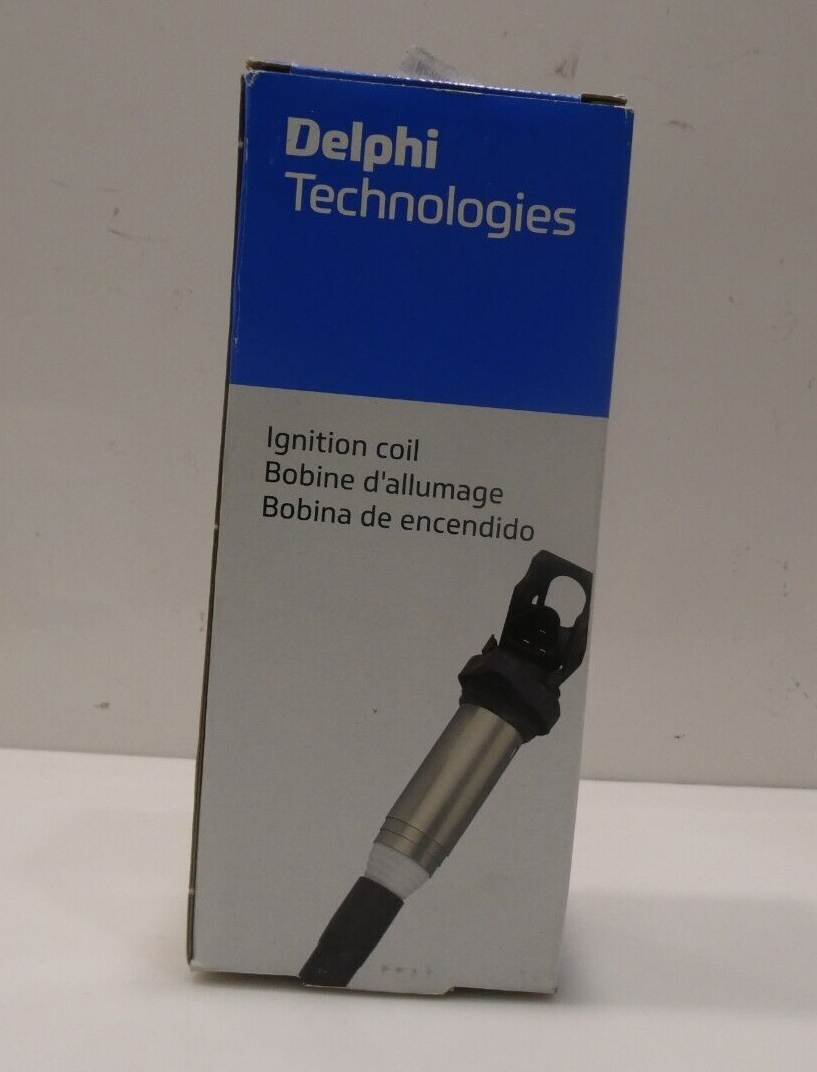 Delphi
Technologies
Ignition coil
Bobine d'allumage
Bobina de encendido